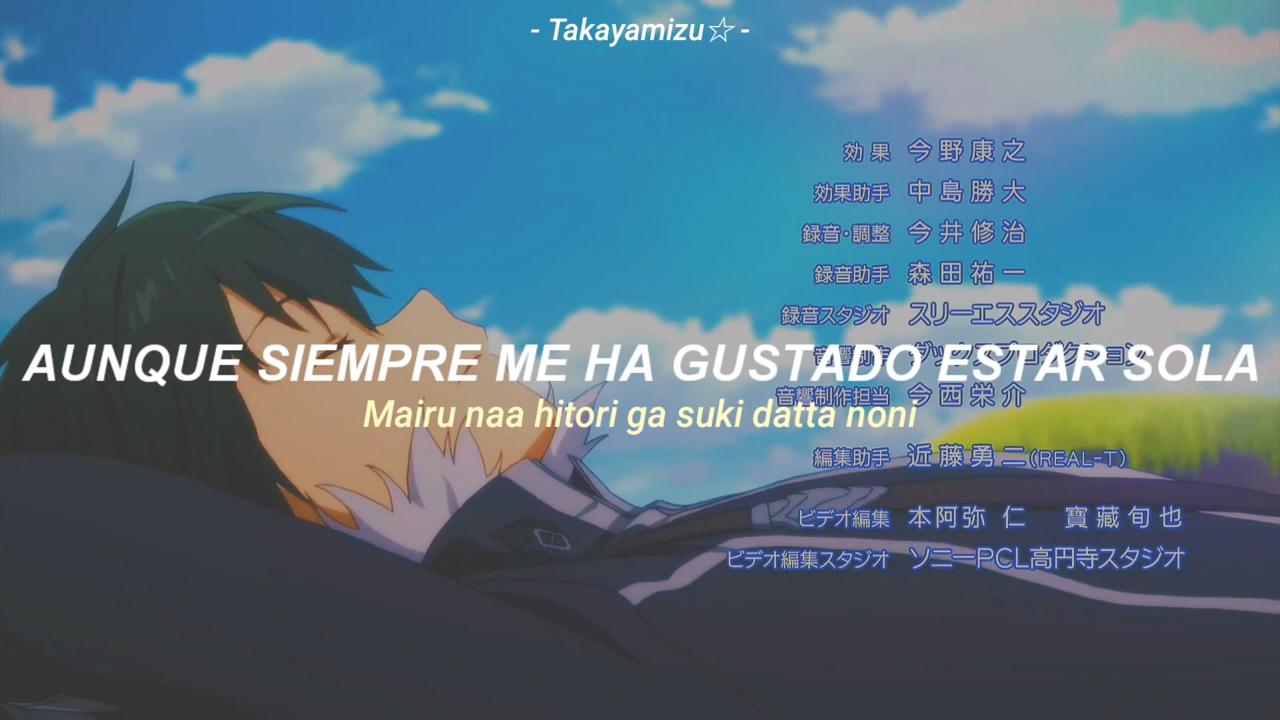 - Takayamizu☆ -
効果 今野康之
効果助手 中島勝大
録音・調整 今井修治
録音助手 森田祐一
録音スタジオ スリーエススタジオ
AUNQUE SIEMPRE ME HA GUSTADO ESTAR SOLA
音響制作担当 今西栄介
Mairu naa hitori ga suki datta noni
編集助手 近藤勇二(REAL-T)
ビデオ編集 本阿弥 仁 寶藏旬也
ビデオ編集スタジオ ソニーPCL高円寺スタジオ